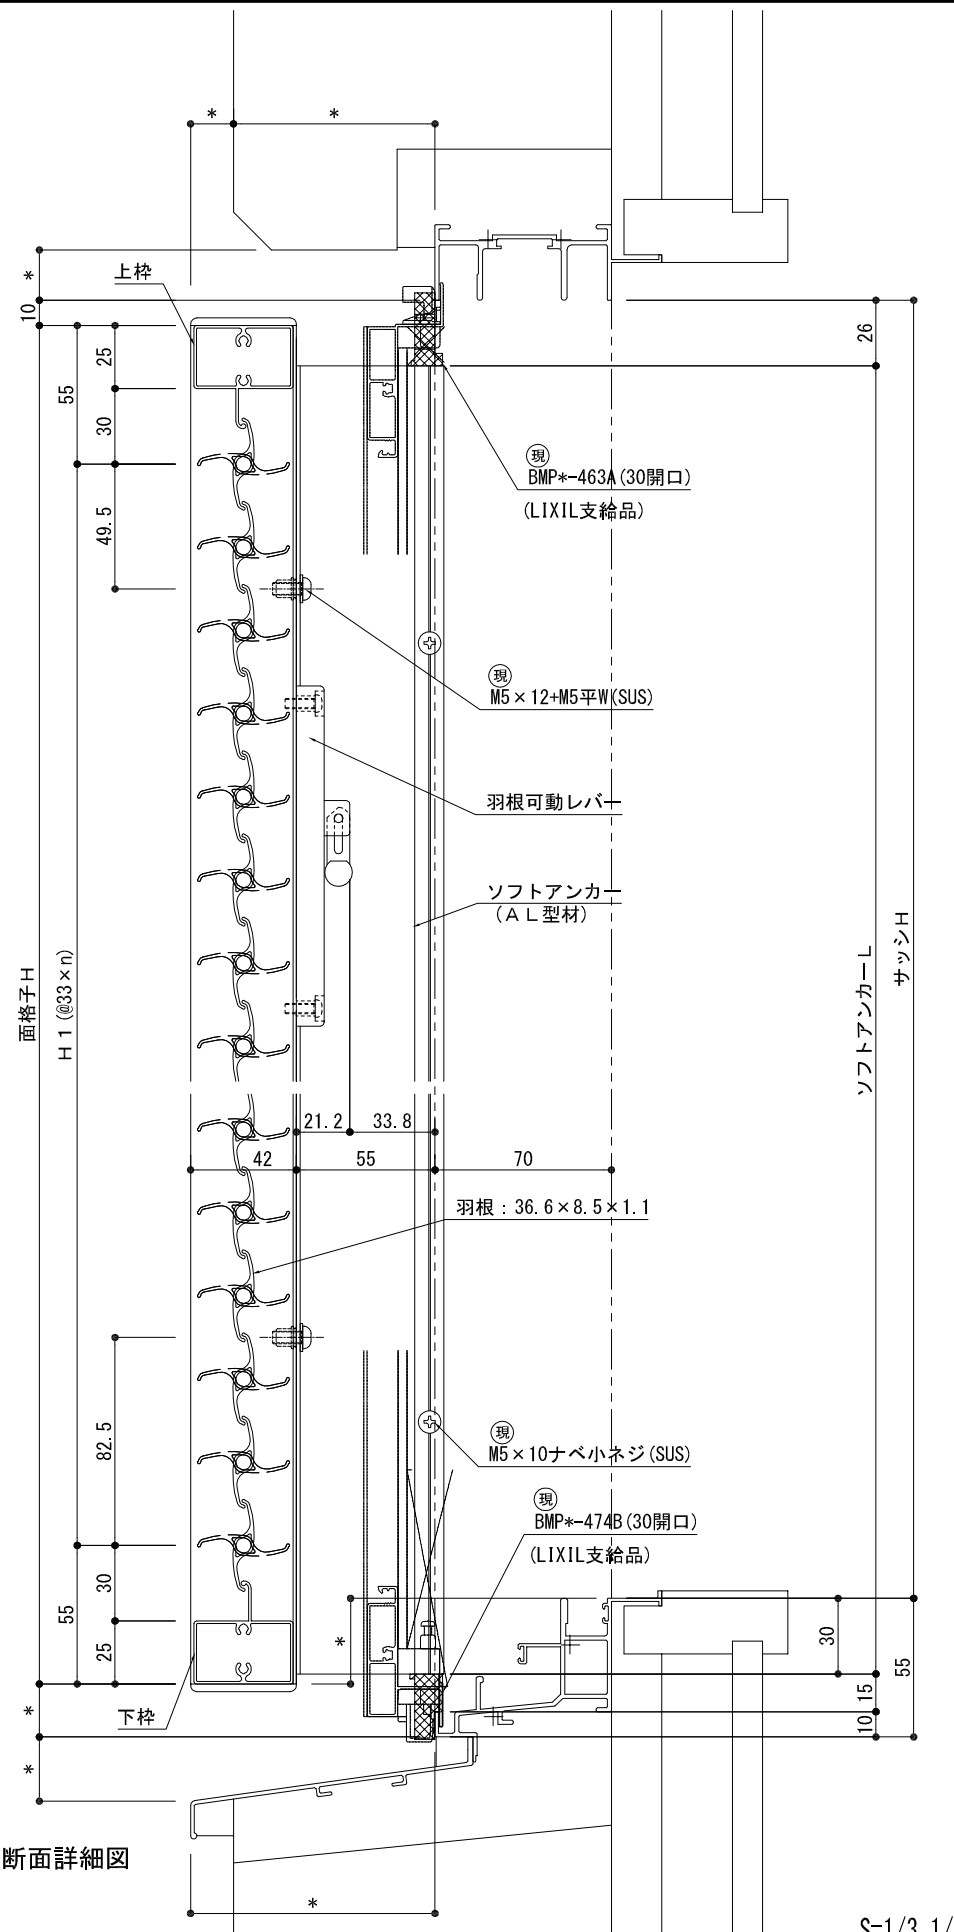 *
*
上枠
*
10
25
55
30
49.5
26
現
BMP*-463A(30開口)
(LIXIL支給品)
現
M5×12+M5平W(SUS)
羽根可動レバー
ソフトアンカー
(AL型材)
面格子H
H1(@33×n)
ソフトアンカーL
サッシH
21.2
33.8
42
55
70
羽根：36.6×8.5×1.1
82.5
現
M5×10ナベ小ネジ(SUS)
現
BMP*-474B(30開口)
(LIXIL支給品)
30
55
25
*
30
55
15
10
下枠
*
*
断面詳細図
*
S=1/3,1/